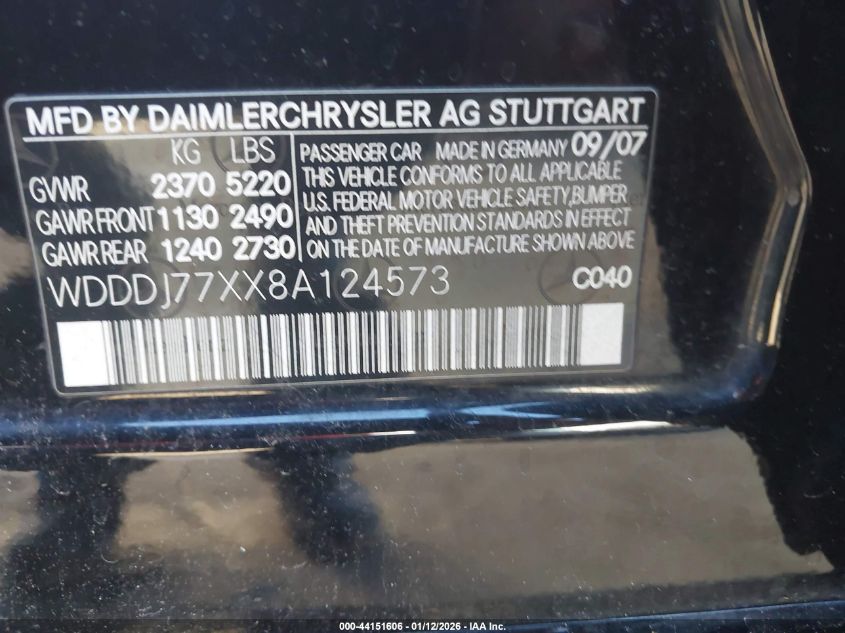 MFD BY DAIMLERCHRYSLER AG STUTTGART
KG LBS
GVWR 2370 5220
GAWR FRONT 1130 2490
GAWR REAR 1240 2730
PASSENGER CAR MADE IN GERMANY 09/07
THIS VEHICLE CONFORMS TO ALL APPLICABLE
U.S. FEDERAL MOTOR VEHICLE SAFETY, BUMPER
AND THEFT PREVENTION STANDARDS IN EFFECT
ON THE DATE OF MANUFACTURE SHOWN ABOVE
WDDDJ77XX8A124573 C040
000-44151606 - 01/12/2026 - IAA Inc.